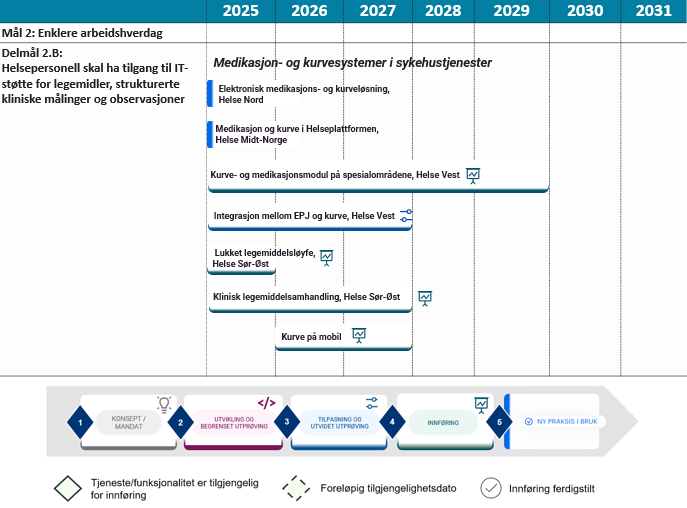 2025 2026 2027 2028 2029 2030 2031
Mål 2: Enklere arbeidshverdag
Delmål 2.B:
Helsepersonell skal ha tilgang til IT-
støtte for legemidler, strukturerte
kliniske målinger og observasjoner
Medikasjon- og kurvesystemer i sykehustjenester
Elektronisk medikasjons- og kurveløsning,
Helse Nord
Medikasjon og kurve i Helseplattformen,
Helse Midt-Norge
Kurve- og medikasjonsmodul på spesialområdene, Helse Vest
Integrasjon mellom EPJ og kurve, Helse Vest
Lukket legemiddelsløyfe,
Helse Sør-Øst
Klinisk legemiddelsamhandling, Helse Sør-Øst
Kurve på mobil
1
KONSEPT /
MANDAT
2
</>
UTVIKLING OG
BEGRENSET UTPRØVING
3
TILPASNING OG
UTVIDET UTPRØVING
4
INNFØRING
5
NY PRAKSIS I BRUK
Tjeneste/funksjonalitet er tilgjengelig
for innføring
Foreløpig tilgjengelighetsdato
Innføring ferdigstilt